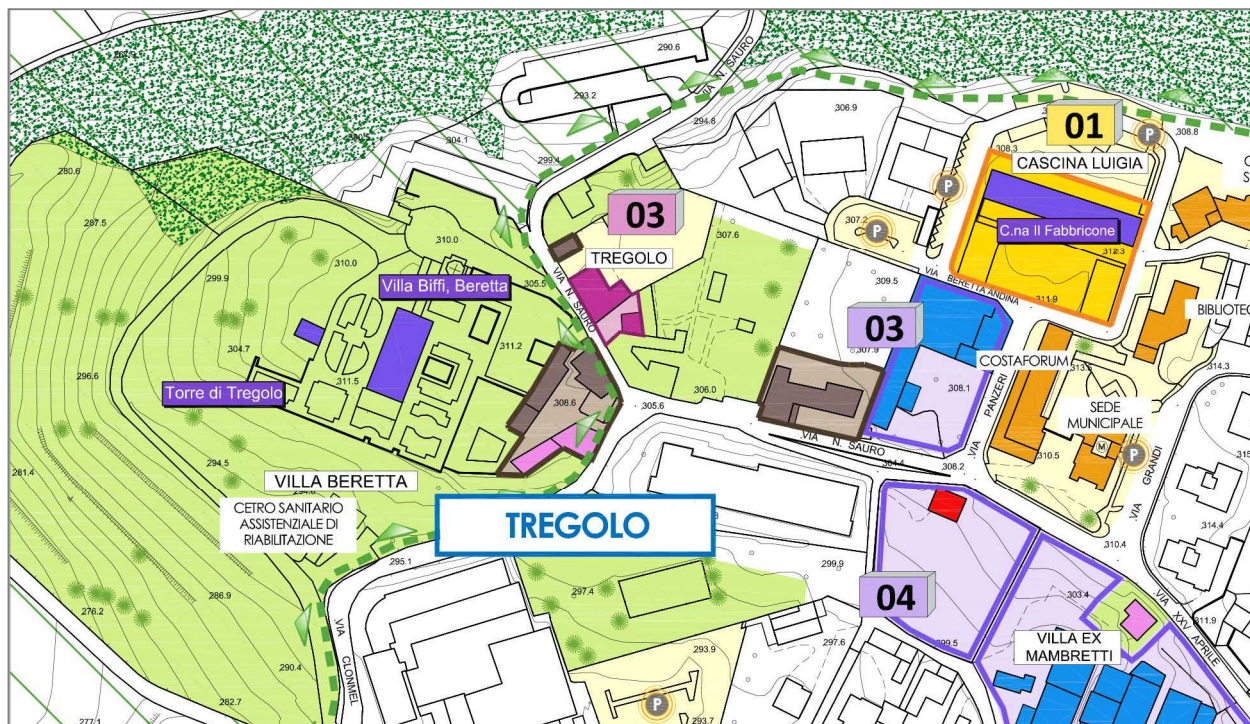 290.6
VIA N. SAURO
293.2
294.8
304.1
299.4
306.9
01
P
308.8
308.3
CASCINA LUIGIA
280.6
287.5
03
P
307.2
P
C.na Il Fabbricone
312.3
310.0
307.6
TREGOLO
299.9
310.0
305.5
VIA N. SAURO
309.5
VIA BERETTA ANDINA
311.9
Villa Biffi, Beretta
03
307.9
BIBLIOTEC
304.7
311.2
311.5
COSTAFORUM
313.5
314.3
296.6
Torre di Tregolo
308.6
306.0
305.6
308.1
VIA PANZERI
SEDE
MUNICIPALE
M
P
VIA N. SAURO
304.4
308.2
310.5
VIA GRANDI
281.4
294.5
VILLA BERETTA
CETRO SANITARIO
ASSISTENZIALE DI
RIABILITAZIONE
TREGOLO
314.4
310.4
295.1
299.9
297.4
303.4
276.2
286.9
04
VIA XXV APRILE
311.9
297.6
299.5
VILLA EX
MAMBRETTI
290.4
293.9
VIA CLONMEL
282.7
277.1
P
293.7